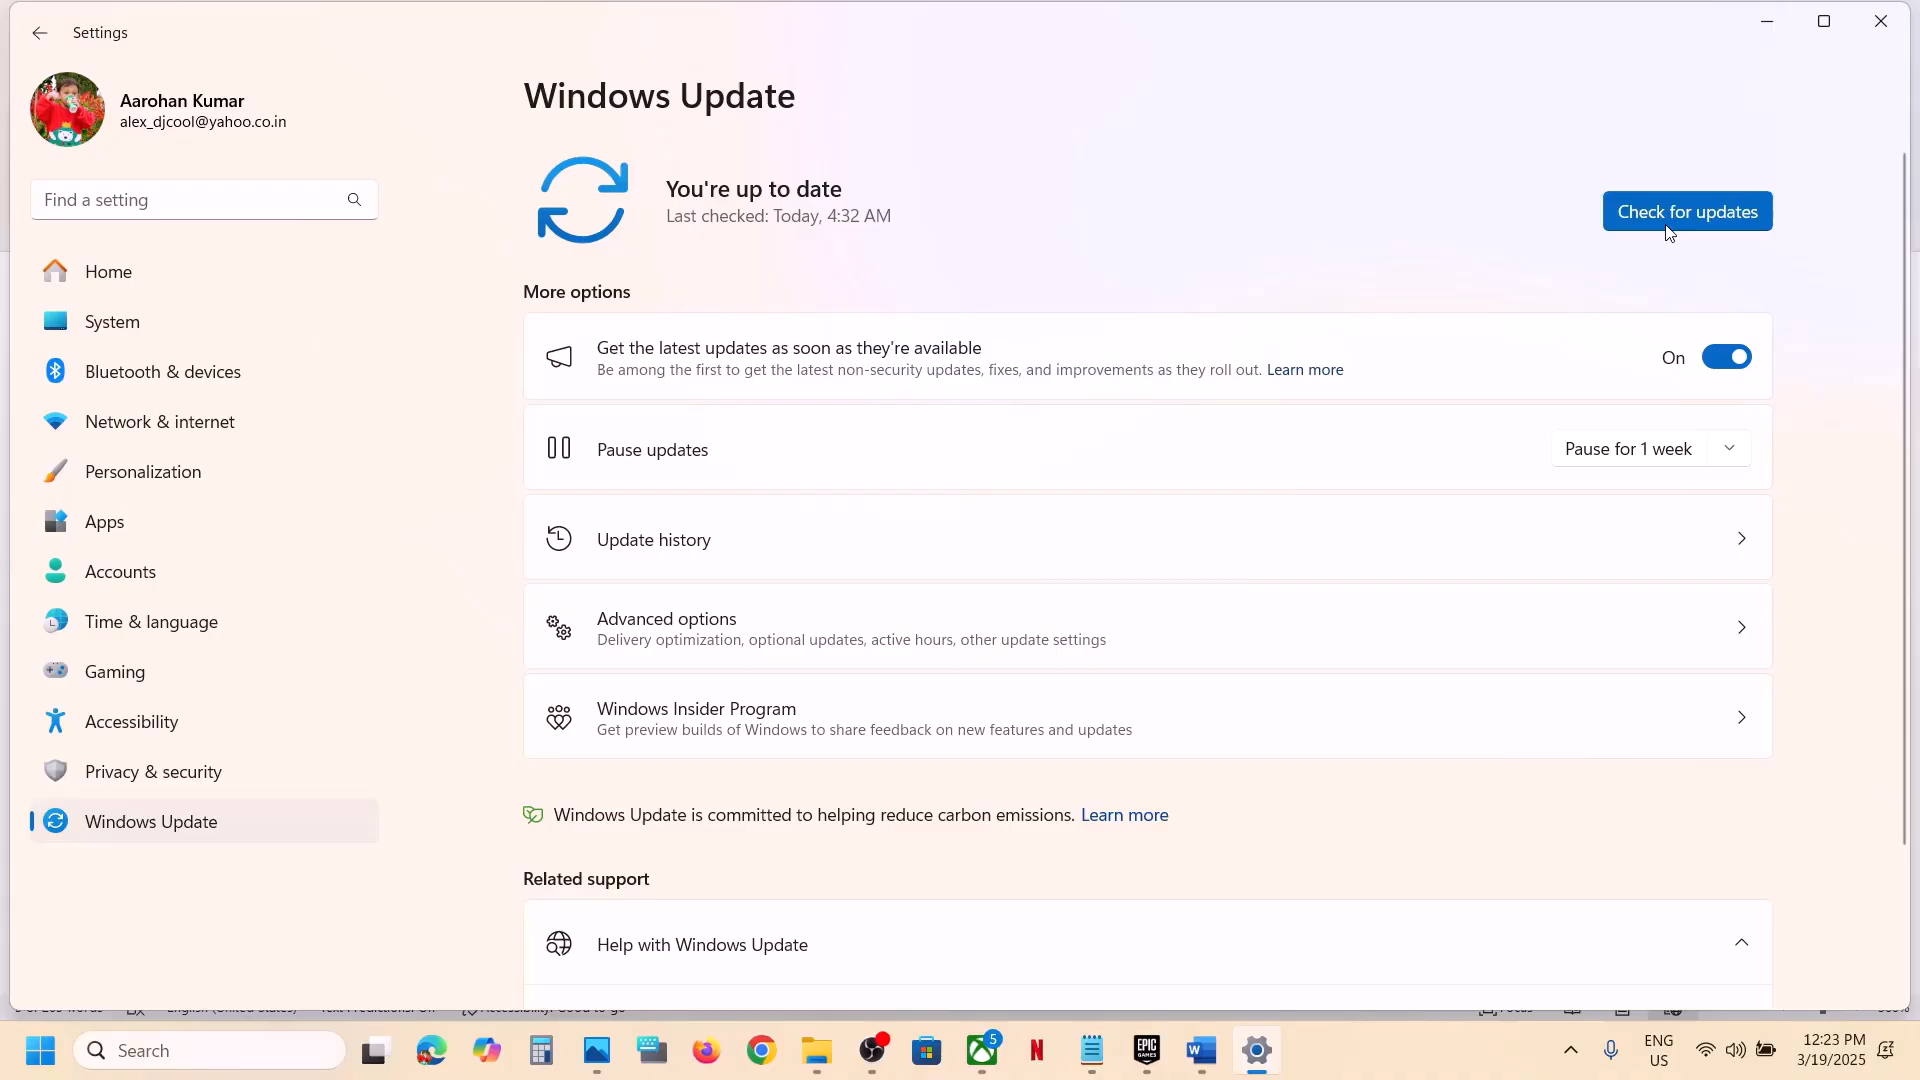 Settings
Aarohan Kumar
alex_djcool@yahoo.co.in
Find a setting
Home
System
Bluetooth & devices
Network & internet
Personalization
Apps
Accounts
Time & language
Gaming
Accessibility
Privacy & security
Windows Update
Windows Update
You're up to date
Last checked: Today, 4:32 AM
Check for updates
More options
Get the latest updates as soon as they're available
Be among the first to get the latest non-security updates, fixes, and improvements as they roll out. Learn more
On
Pause updates
Pause for 1 week
Update history
Advanced options
Delivery optimization, optional updates, active hours, other update settings
Windows Insider Program
Get preview builds of Windows to share feedback on new features and updates
Windows Update is committed to helping reduce carbon emissions. Learn more
Related support
Help with Windows Update
Search
5
N
EPIC
GAMES
W
ENG
US
12:23 PM
3/19/2025